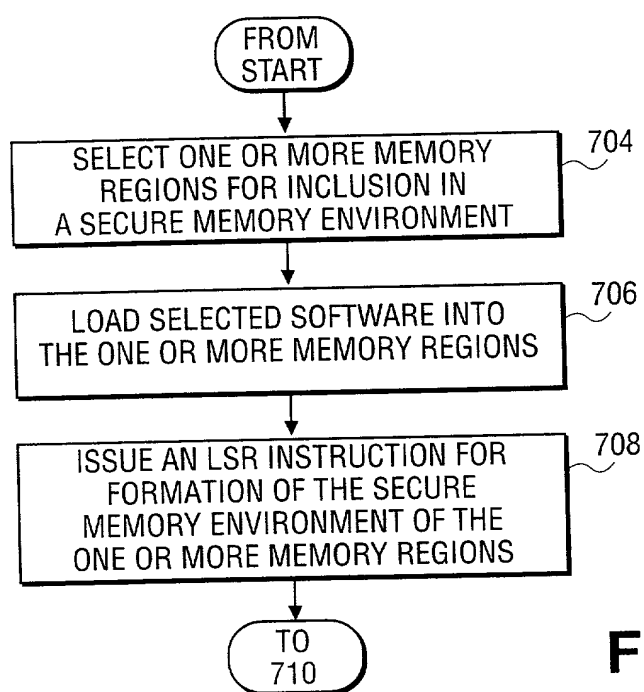 FROM
START
SELECT ONE OR MORE MEMORY
REGIONS FOR INCLUSION IN
A SECURE MEMORY ENVIRONMENT
704
LOAD SELECTED SOFTWARE INTO
THE ONE OR MORE MEMORY REGIONS
706
ISSUE AN LSR INSTRUCTION FOR
FORMATION OF THE SECURE
MEMORY ENVIRONMENT OF THE
ONE OR MORE MEMORY REGIONS
708
TO
710
F